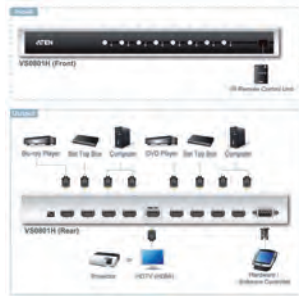 ATEN
VS0801H (Front)
IR Remote Control Unit
Blu-ray Player
Set Top Box
Computer
DVD Player
Set Top Box
Computer
VS0801H (Rear)
Projector
or
HDTV (HDMI)
Hardware /
Software Controller